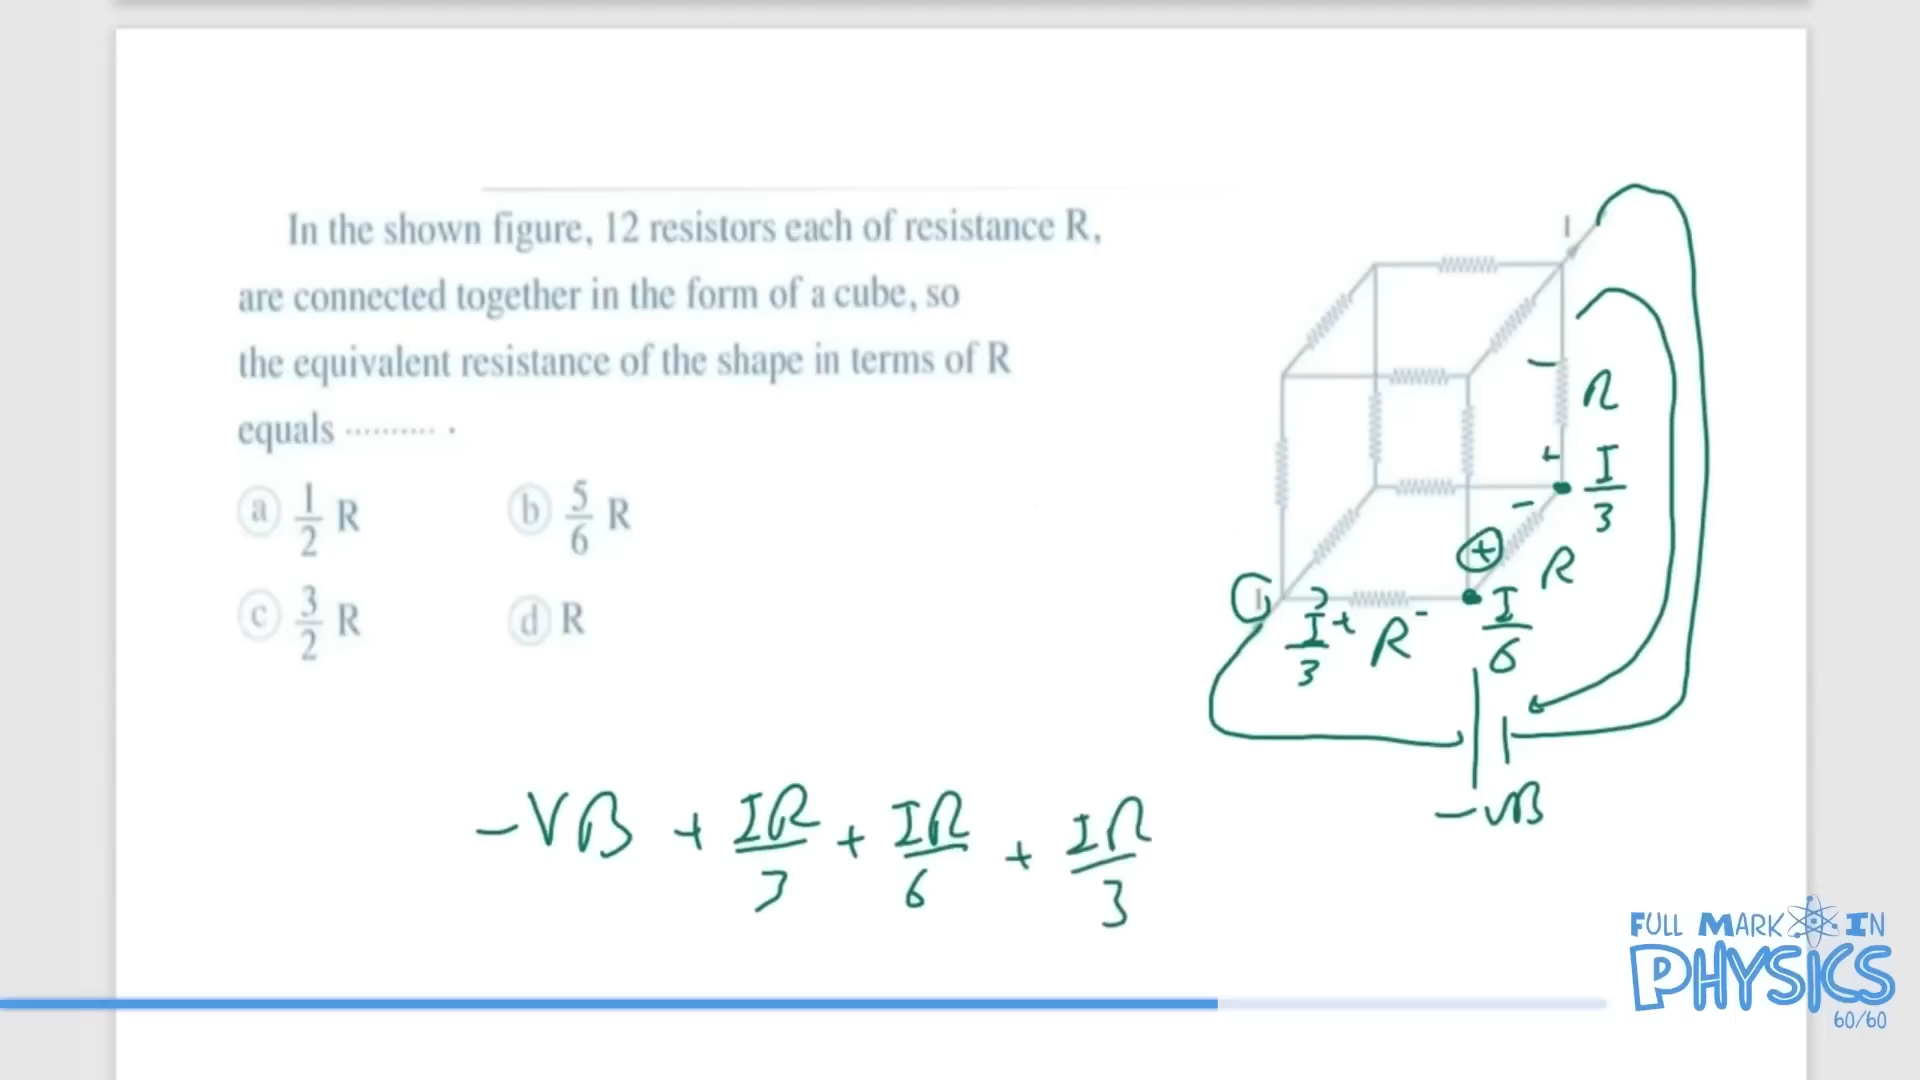 In the shown figure, 12 resistors each of resistance R,
are connected together in the form of a cube, so
the equivalent resistance of the shape in terms of R
equals .......... .
a 1/2 R
b 5/6 R
c 3/2 R
d R
I
R
I/3
R
I
I/3
+ R -
I/6
-VB
-VB + IR/3 + IR/6 + IR/3
FULL MARK IN
PHYSICS
60/60